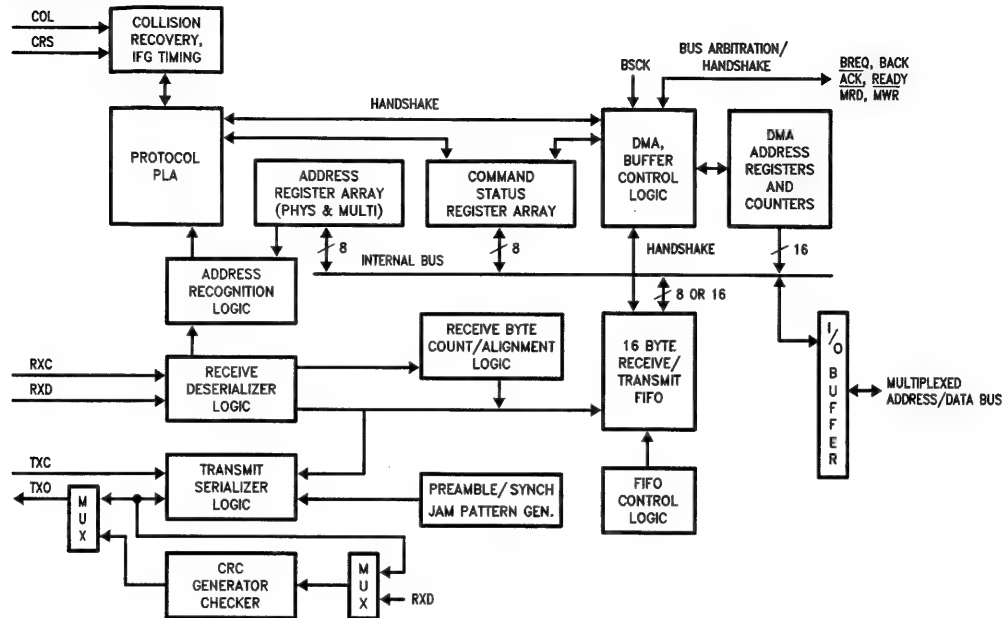 COL
CRS
COLLISION
RECOVERY,
IFG TIMING
BSCK
BUS ARBITRATION/
HANDSHAKE
BREQ, BACK
ACK, READY
MRD, MWR
HANDSHAKE
PROTOCOL
PLA
ADDRESS
REGISTER ARRAY
(PHYS & MULTI)
COMMAND
STATUS
REGISTER ARRAY
DMA,
BUFFER
CONTROL
LOGIC
DMA
ADDRESS
REGISTERS
AND
COUNTERS
8
8
HANDSHAKE
16
INTERNAL BUS
ADDRESS
RECOGNITION
LOGIC
8 OR 16
RECEIVE BYTE
COUNT/ALIGNMENT
LOGIC
16 BYTE
RECEIVE/
TRANSMIT
FIFO
I/O BUFFER
MULTIPLEXED
ADDRESS/DATA BUS
RXC
RXD
RECEIVE
DESERIALIZER
LOGIC
TXC
TXO
TRANSMIT
SERIALIZER
LOGIC
PREAMBLE/SYNCH
JAM PATTERN GEN.
FIFO
CONTROL
LOGIC
MUX
CRC
GENERATOR
CHECKER
MUX
RXD